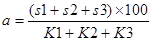 a = (s1 + s2 + s3) × 100 / K1 + K2 + K3